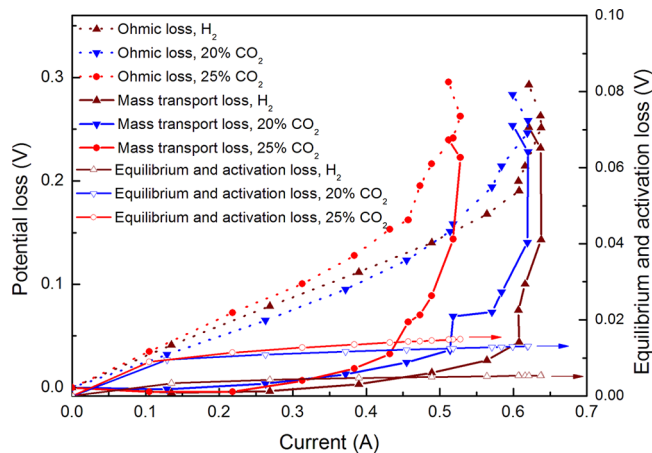 Ohmic loss, H₂
Ohmic loss, 20% CO₂
Ohmic loss, 25% CO₂
Mass transport loss, H₂
Mass transport loss, 20% CO₂
Mass transport loss, 25% CO₂
Equilibrium and activation loss, H₂
Equilibrium and activation loss, 20% CO₂
Equilibrium and activation loss, 25% CO₂
Potential loss (V)
0.3
0.2
0.1
0.0
Equilibrium and activation loss (V)
0.10
0.08
0.06
0.04
0.02
0.00
0.0 0.1 0.2 0.3 0.4 0.5 0.6 0.7
Current (A)